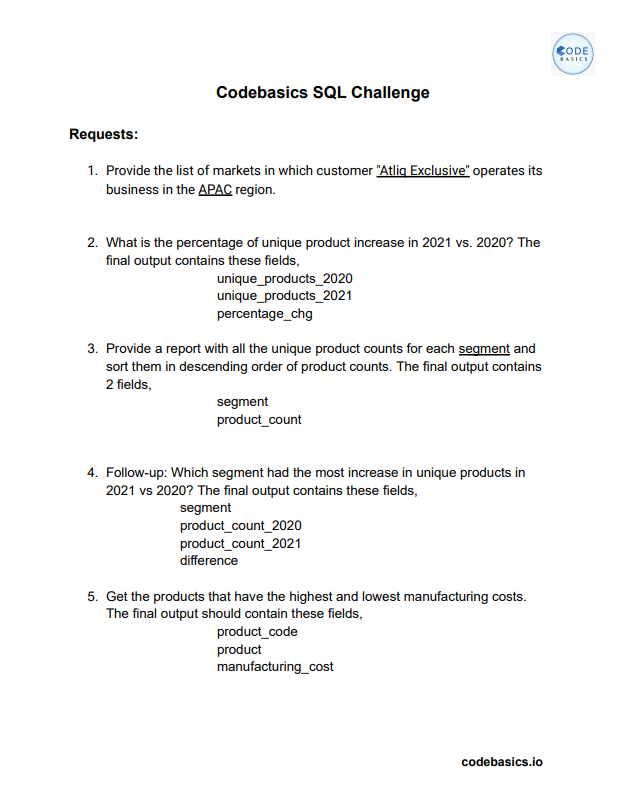 CODE
BASICS
Codebasics SQL Challenge
Requests:
1. Provide the list of markets in which customer "Atliq Exclusive" operates its
business in the APAC region.
2. What is the percentage of unique product increase in 2021 vs. 2020? The
final output contains these fields,
unique_products_2020
unique_products_2021
percentage_chg
3. Provide a report with all the unique product counts for each segment and
sort them in descending order of product counts. The final output contains
2 fields,
segment
product_count
4. Follow-up: Which segment had the most increase in unique products in
2021 vs 2020? The final output contains these fields,
segment
product_count_2020
product_count_2021
difference
5. Get the products that have the highest and lowest manufacturing costs.
The final output should contain these fields,
product_code
product
manufacturing_cost
codebasics.io